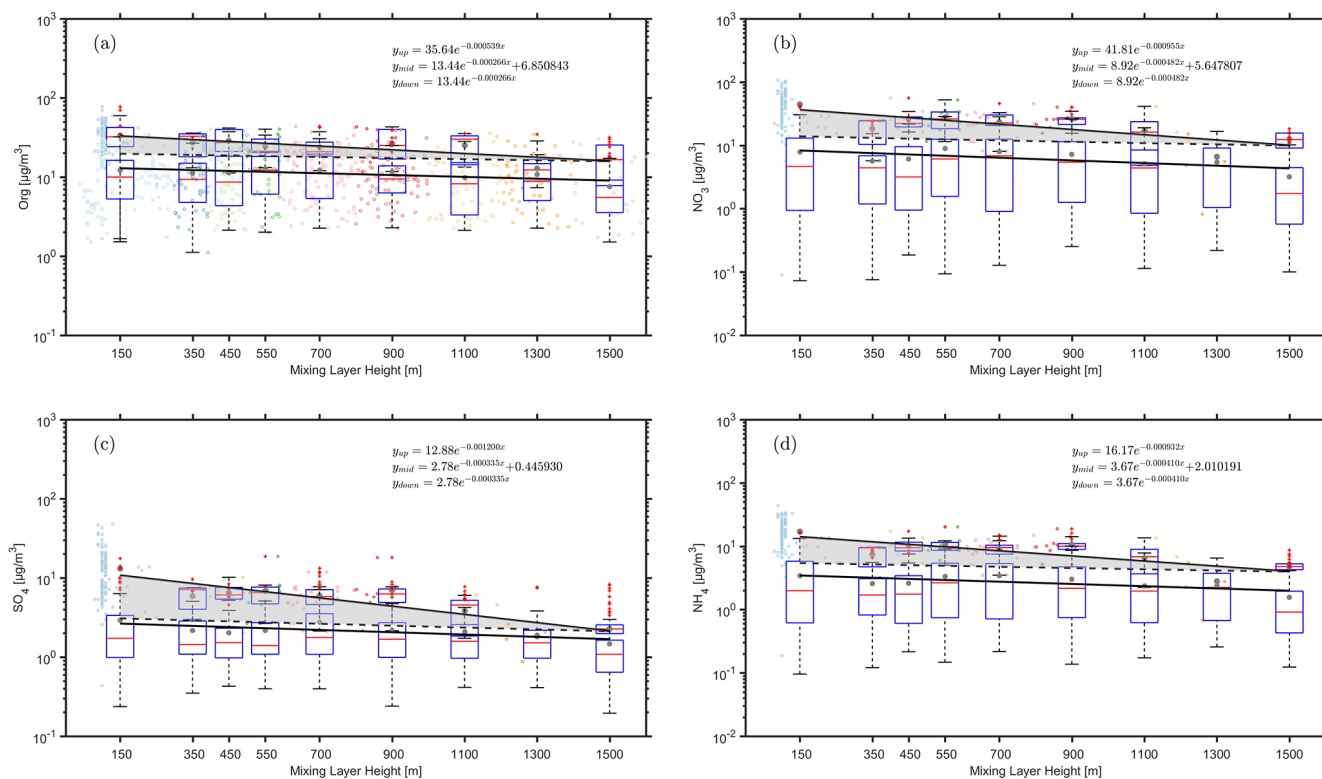 (a)
y_up = 35.64e^−0.000539x
y_mid = 13.44e^−0.000266x+6.850843
y_down = 13.44e^−0.000266x
Org [µg/m³]
10³
10²
10¹
10⁰
10⁻¹
150 350 450 550 700 900 1100 1300 1500
Mixing Layer Height [m]
(b)
y_up = 41.81e^−0.000955x
y_mid = 8.92e^−0.000482x+5.647807
y_down = 8.92e^−0.000482x
NO₃ [µg/m³]
10³
10²
10¹
10⁰
10⁻¹
10⁻²
150 350 450 550 700 900 1100 1300 1500
Mixing Layer Height [m]
(c)
y_up = 12.88e^−0.001200x
y_mid = 2.78e^−0.000335x+0.445930
y_down = 2.78e^−0.000335x
SO₄ [µg/m³]
10³
10²
10¹
10⁰
10⁻¹
150 350 450 550 700 900 1100 1300 1500
Mixing Layer Height [m]
(d)
y_up = 16.17e^−0.000932x
y_mid = 3.67e^−0.000410x+2.010191
y_down = 3.67e^−0.000410x
NH₄ [µg/m³]
10³
10²
10¹
10⁰
10⁻¹
10⁻²
150 350 450 550 700 900 1100 1300 1500
Mixing Layer Height [m]